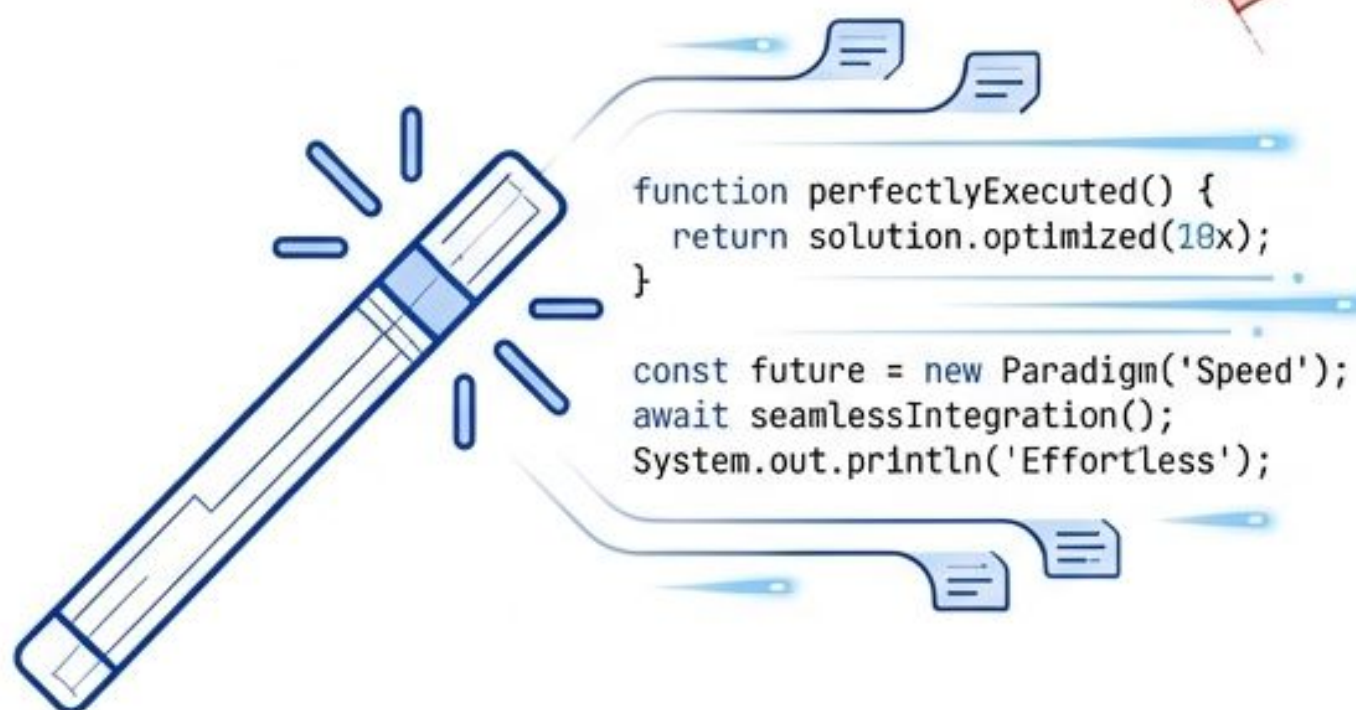 function perfectlyExecuted() {
  return solution.optimized(10x);
}
const future = new Paradigm('Speed');
await seamlessIntegration();
System.out.println('Effortless');